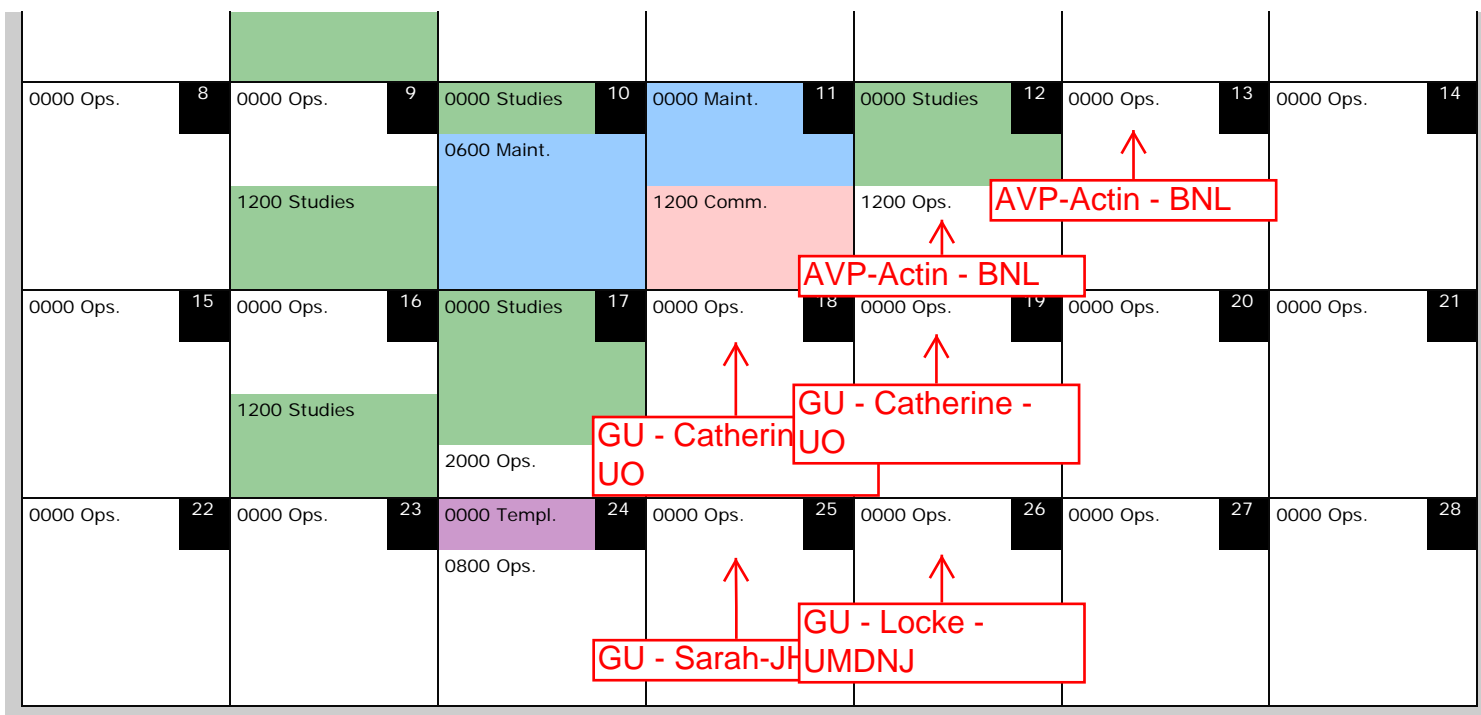 0000 Ops. 8 0000 Ops. 9 0000 Studies 10 0000 Maint. 11 0000 Studies 12 0000 Ops. 13 0000 Ops. 14
0600 Maint.
1200 Studies 1200 Comm. 1200 Ops. AVP-Actin - BNL
AVP-Actin - BNL
0000 Ops. 15 0000 Ops. 16 0000 Studies 17 0000 Ops. 18 0000 Ops. 19 0000 Ops. 20 0000 Ops. 21
1200 Studies
GU - Catherin
UO
GU - Catherine -
UO
2000 Ops.
0000 Ops. 22 0000 Ops. 23 0000 Templ. 24 0000 Ops. 25 0000 Ops. 26 0000 Ops. 27 0000 Ops. 28
0800 Ops.
GU - Sarah-JH
GU - Locke -
UMDNJ